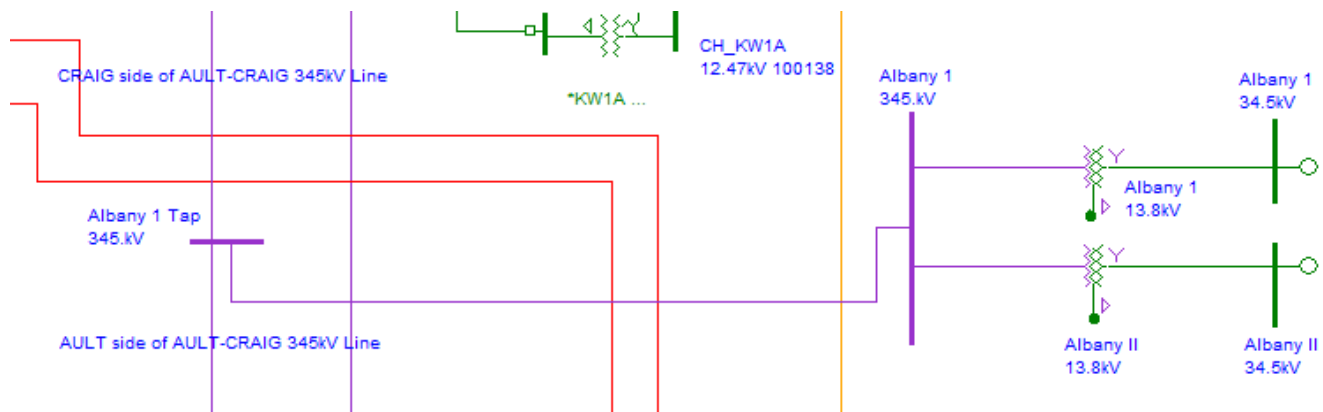 CH_KW1A
12.47kV 100138
*KW1A ...
CRAIG side of AULT-CRAIG 345kV Line
Albany 1
345.kV
Albany 1
34.5kV
Albany 1
13.8kV
Albany 1 Tap
345.kV
AULT side of AULT-CRAIG 345kV Line
Albany II
13.8kV
Albany II
34.5kV